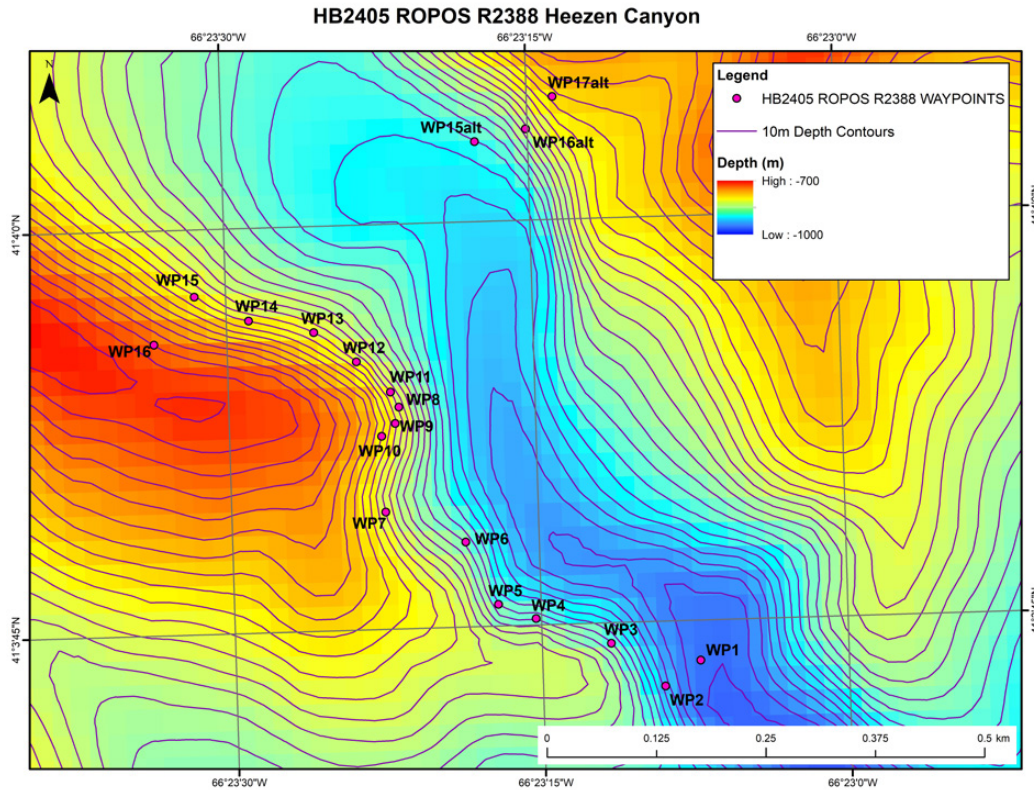 HB2405 ROPOS R2388 Heezen Canyon
66°23'30"W
66°23'15"W
66°23'0"W
N
WP17alt
WP15alt
WP16alt
Legend
HB2405 ROPOS R2388 WAYPOINTS
10m Depth Contours
Depth (m)
High : -700
Low : -1000
41°4'0"N
WP15
WP14
WP13
WP16
WP12
WP11
WP8
WP9
WP10
WP7
WP6
WP5
WP4
WP3
41°3'45"N
WP1
WP2
0 0.125 0.25 0.375 0.5 km
66°23'30"W
66°23'15"W
66°23'0"W